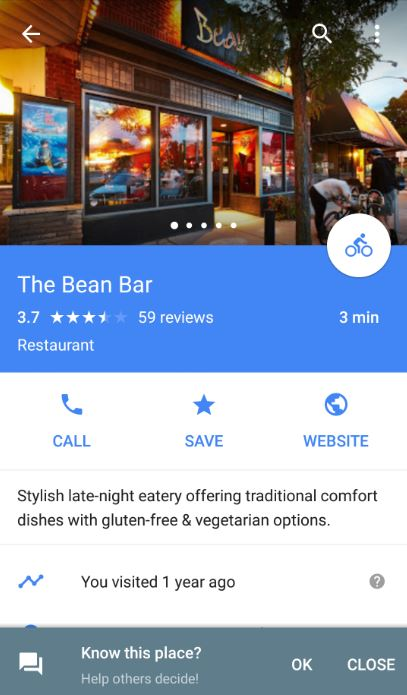 Bean
The Bean Bar
3.7 59 reviews 3 min
Restaurant
CALL SAVE WEBSITE
Stylish late-night eatery offering traditional comfort
dishes with gluten-free & vegetarian options.
You visited 1 year ago ?
Know this place?
Help others decide!
OK CLOSE